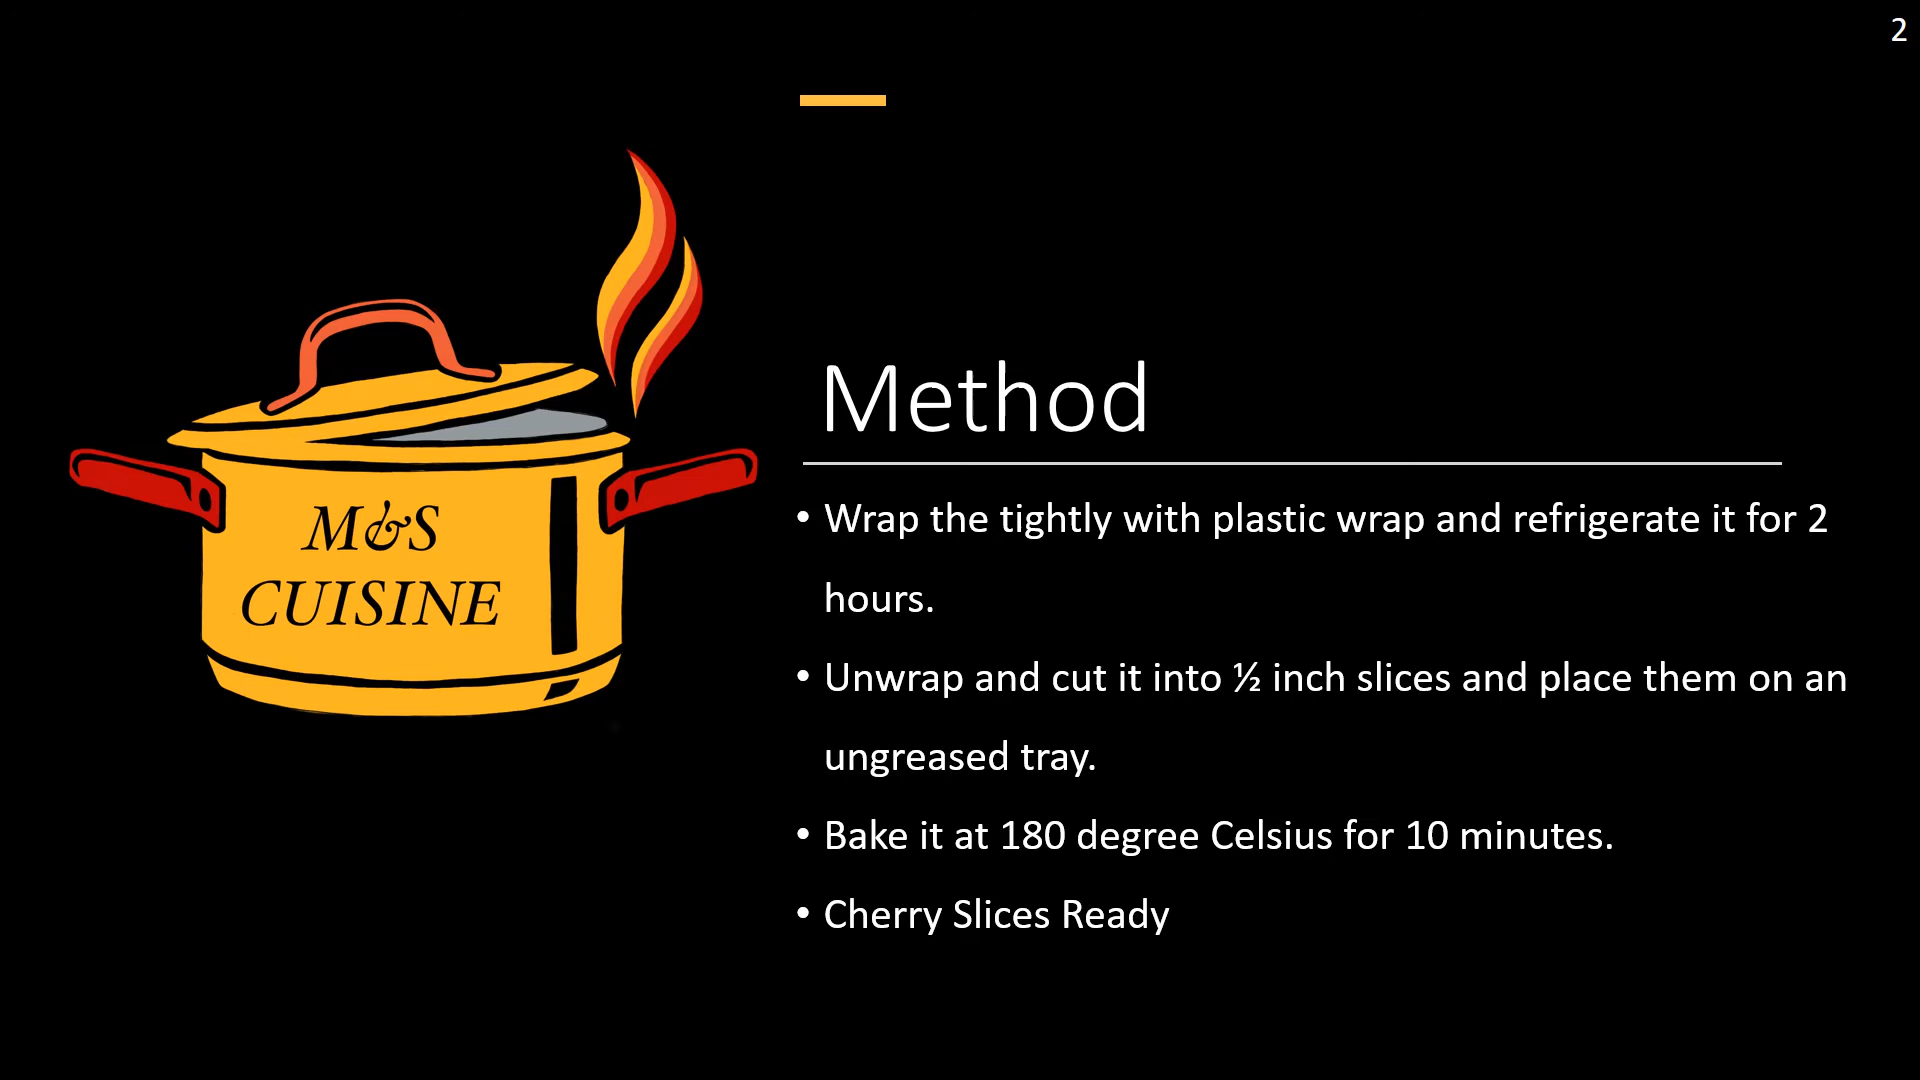 2
M&S
CUISINE
Method
• Wrap the tightly with plastic wrap and refrigerate it for 2
hours.
• Unwrap and cut it into ½ inch slices and place them on an
ungreased tray.
• Bake it at 180 degree Celsius for 10 minutes.
• Cherry Slices Ready